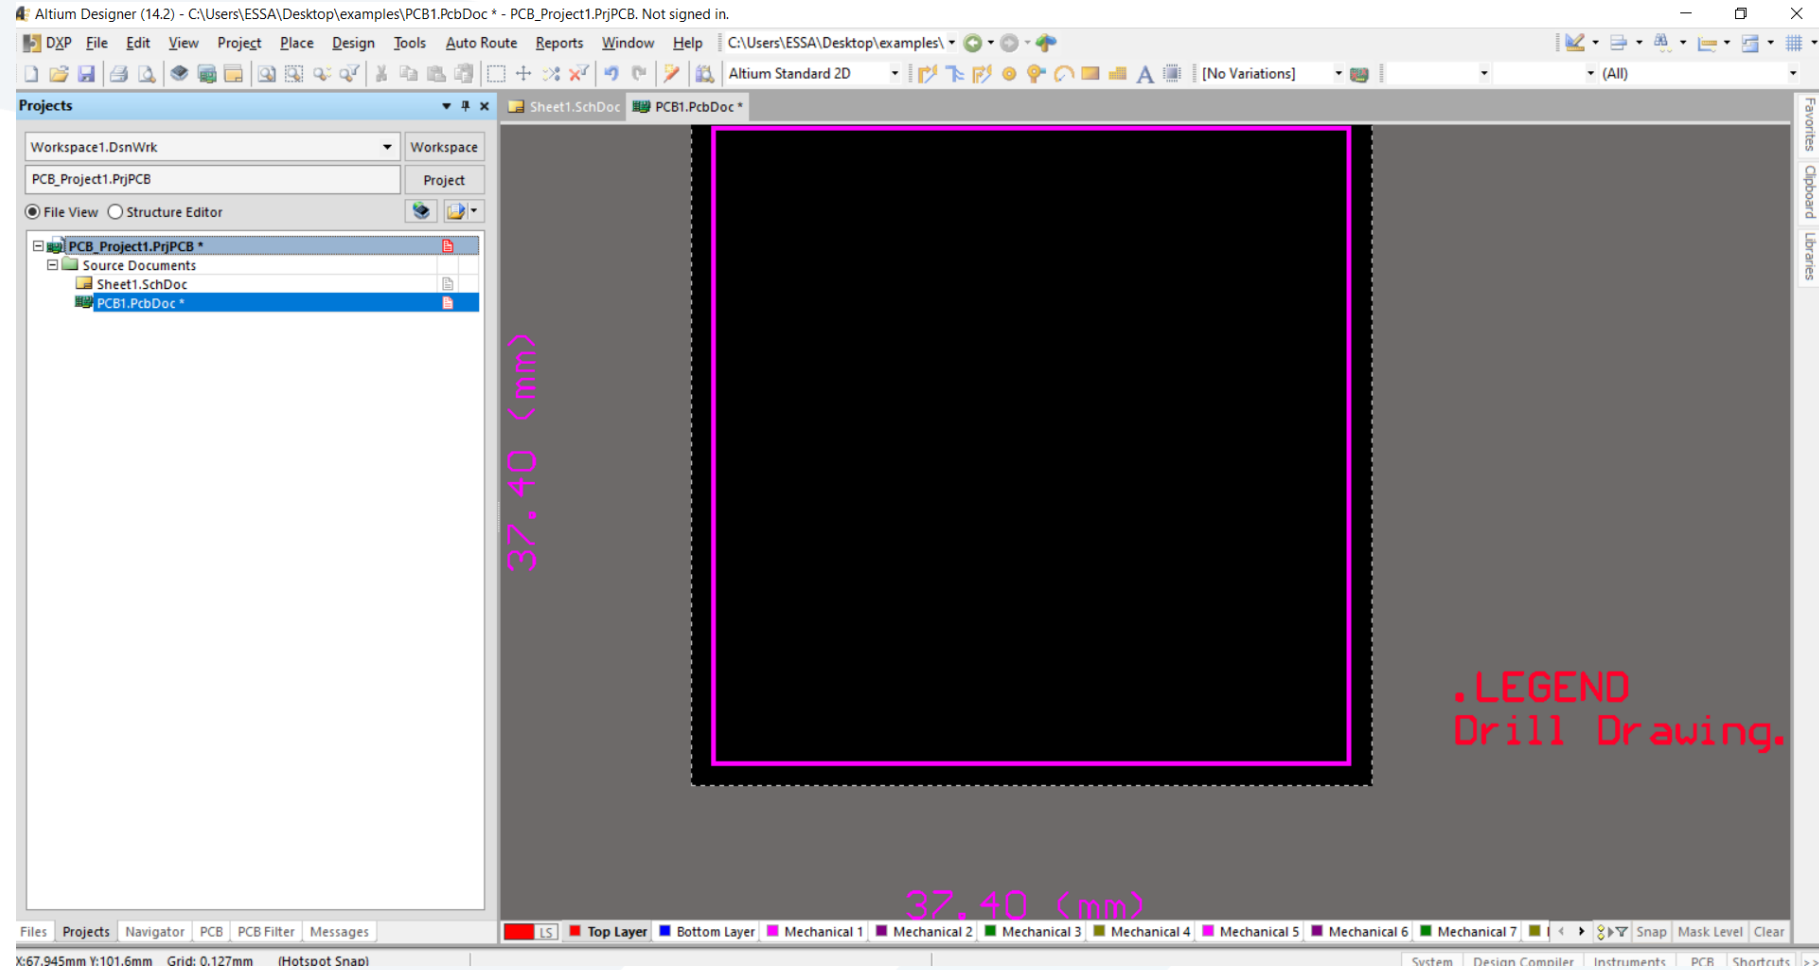 Altium Designer (14.2) - C:\Users\ESSA\Desktop\examples\PCB1.PcbDoc * - PCB_Project1.PrjPCB. Not signed in.
DXP File Edit View Project Place Design Tools Auto Route Reports Window Help C:\Users\ESSA\Desktop\examples\
Altium Standard 2D A [No Variations] (All)
Projects
Sheet1.SchDoc PCB1.PcbDoc *
Workspace1.DsnWrk Workspace
PCB_Project1.PrjPCB Project
File View Structure Editor
PCB_Project1.PrjPCB *
Source Documents
Sheet1.SchDoc
PCB1.PcbDoc *
Favorites
Clipboard
Libraries
37.40 (mm)
.LEGEND
Drill Drawing.
37.40 (mm)
Files Projects Navigator PCB PCB Filter Messages
LS Top Layer Bottom Layer Mechanical 1 Mechanical 2 Mechanical 3 Mechanical 4 Mechanical 5 Mechanical 6 Mechanical 7 Snap Mask Level Clear
X:67.945mm Y:101.6mm Grid: 0.127mm (Hotspot Snap)
System Design Compiler Instruments PCB Shortcuts >>